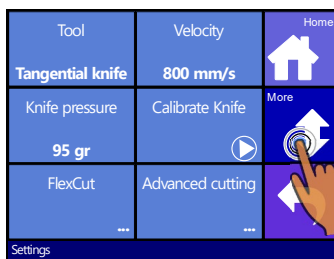 Tool
Tangential knife
Velocity
800 mm/s
Home
Knife pressure
95 gr
Calibrate Knife
More
FlexCut
...
Advanced cutting
...
Settings